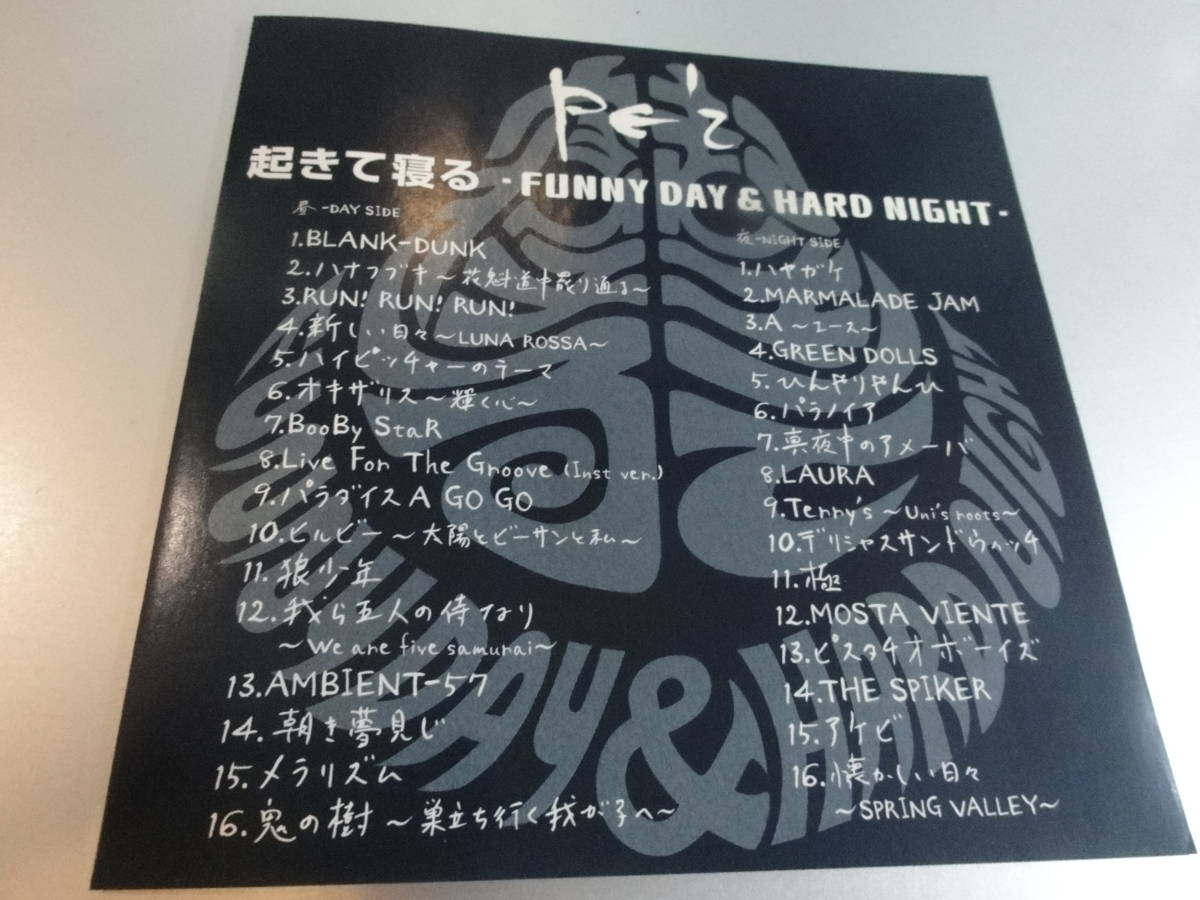 PE'z
起きて寝る -FUNNY DAY & HARD NIGHT-
昼-DAY SIDE
1.BLANK-DUNK
2.ハナフブキ～花魁道中罷り通る～
3.RUN! RUN! RUN!
4.新しい日々～LUNA ROSSA～
5.ハイピッチャーのテーマ
6.オキザリス～輝く心～
7.BooBy StaR
8.Live For The Groove (Inst ver.)
9.パラダイス A GO GO
10.ヒルビー～太陽とビーサンと私～
11.狼少年
12.我ら五人の侍なり
～We are five samurai～
13.AMBIENT-57
14.朝き夢見じ
15.メラリズム
16.鬼の樹～巣立ち行く我が子へ～
夜-NIGHT SIDE
1.ハヤガケ
2.MARMALADE JAM
3.A～エース～
4.GREEN DOLLS
5.ひんやりやんひ
6.パラノイア
7.真夜中のアメーバ
8.LAURA
9.Tenny's～Uni's roots～
10.デリシャスサンドウィッチ
11.極
12.MOSTA VIENTE
13.ピスタチオボーイズ
14.THE SPIKER
15.アケビ
16.懐かしい日々
～SPRING VALLEY～